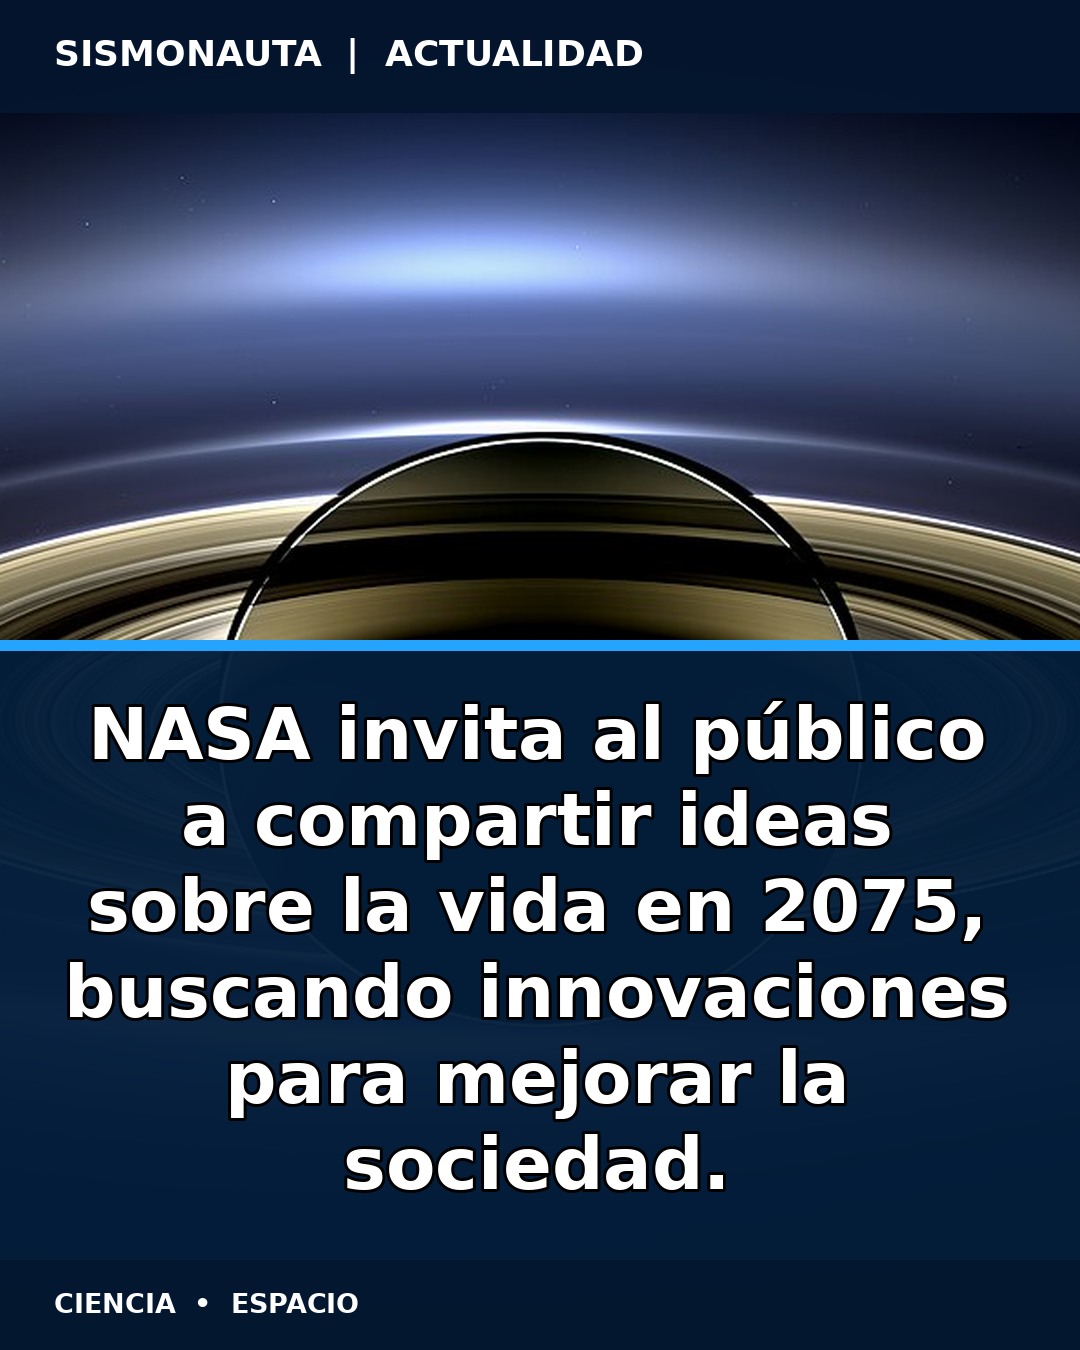 SISMONAUTA | ACTUALIDAD
NASA invita al público
a compartir ideas
sobre la vida en 2075,
buscando innovaciones
para mejorar la
sociedad.
CIENCIA • ESPACIO